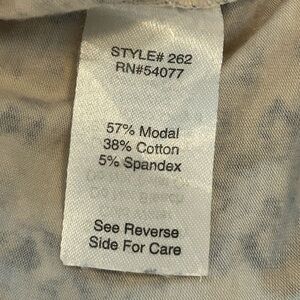 STYLE# 262
RN#54077
57% Modal
38% Cotton
5% Spandex
See Reverse
Side For Care